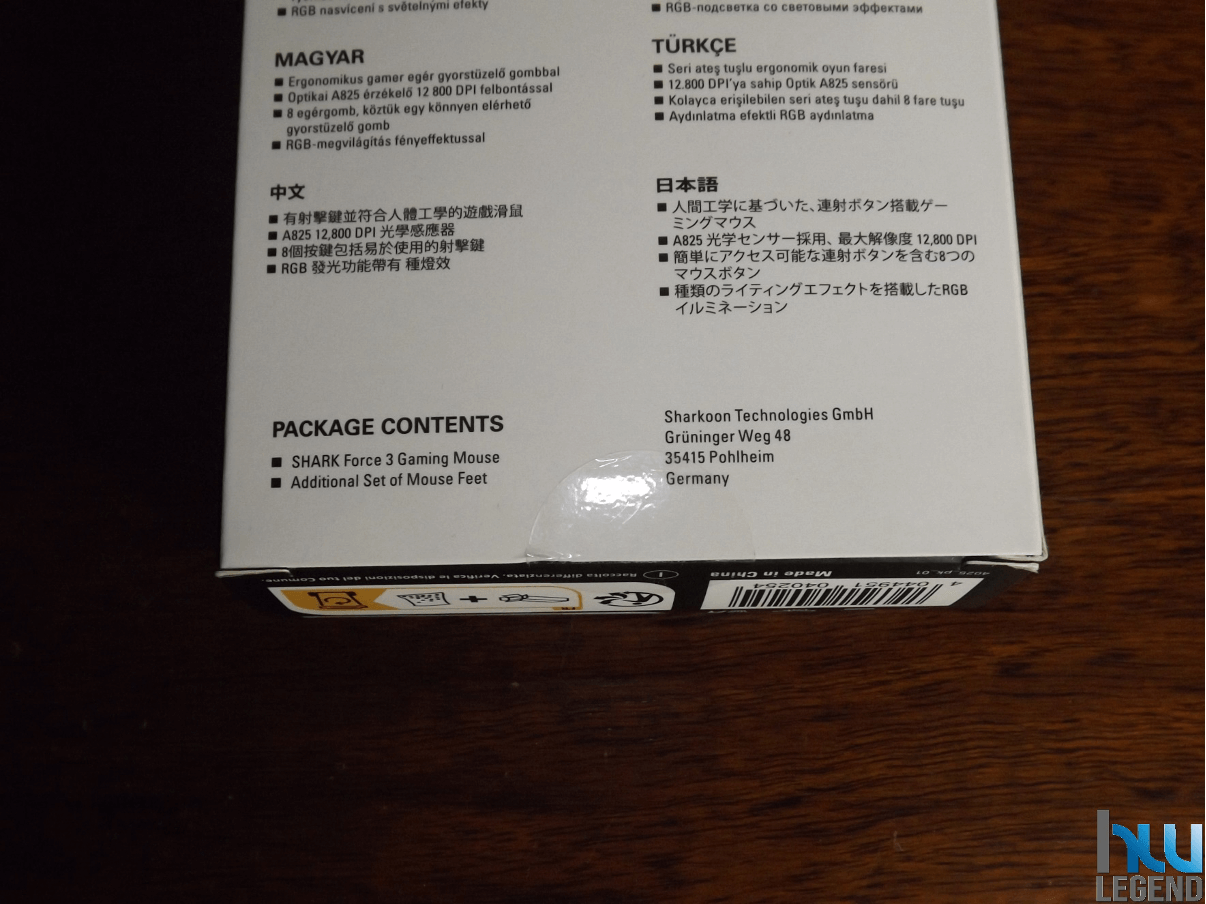 ■ RGB nasvícení s světelnými efekty
■ RGB-подсветка со световыми эффектами
MAGYAR
■ Ergonomikus gamer egér gyorstüzelő gombbal
■ Optikai A825 érzékelő 12 800 DPI felbontással
■ 8 egérgomb, köztük egy könnyen elérhető
gyorstüzelő gomb
■ RGB-megvilágítás fényeffektussal
TÜRKÇE
■ Seri ateş tuşlu ergonomik oyun faresi
■ 12.800 DPI'ya sahip Optik A825 sensörü
■ Kolayca erişilebilen seri ateş tuşu dahil 8 fare tuşu
■ Aydınlatma efektli RGB aydınlatma
中文
■ 有射擊鍵並符合人體工學的遊戲滑鼠
■ A825 12,800 DPI 光學感應器
■ 8個按鍵包括易於使用的射擊鍵
■ RGB 發光功能帶有 種燈效
日本語
■ 人間工学に基づいた、連射ボタン搭載ゲー
ミングマウス
■ A825 光学センサー採用、最大解像度 12,800 DPI
■ 簡単にアクセス可能な連射ボタンを含む8つの
マウスボタン
■ 種類のライティングエフェクトを搭載したRGB
イルミネーション
PACKAGE CONTENTS
■ SHARK Force 3 Gaming Mouse
■ Additional Set of Mouse Feet
Sharkoon Technologies GmbH
Grüninger Weg 48
35415 Pohlheim
Germany
Raccolta differenziata. Verifica le disposizioni del tuo Comune.
Made in China
4 044951 040254
FR
LEGEND